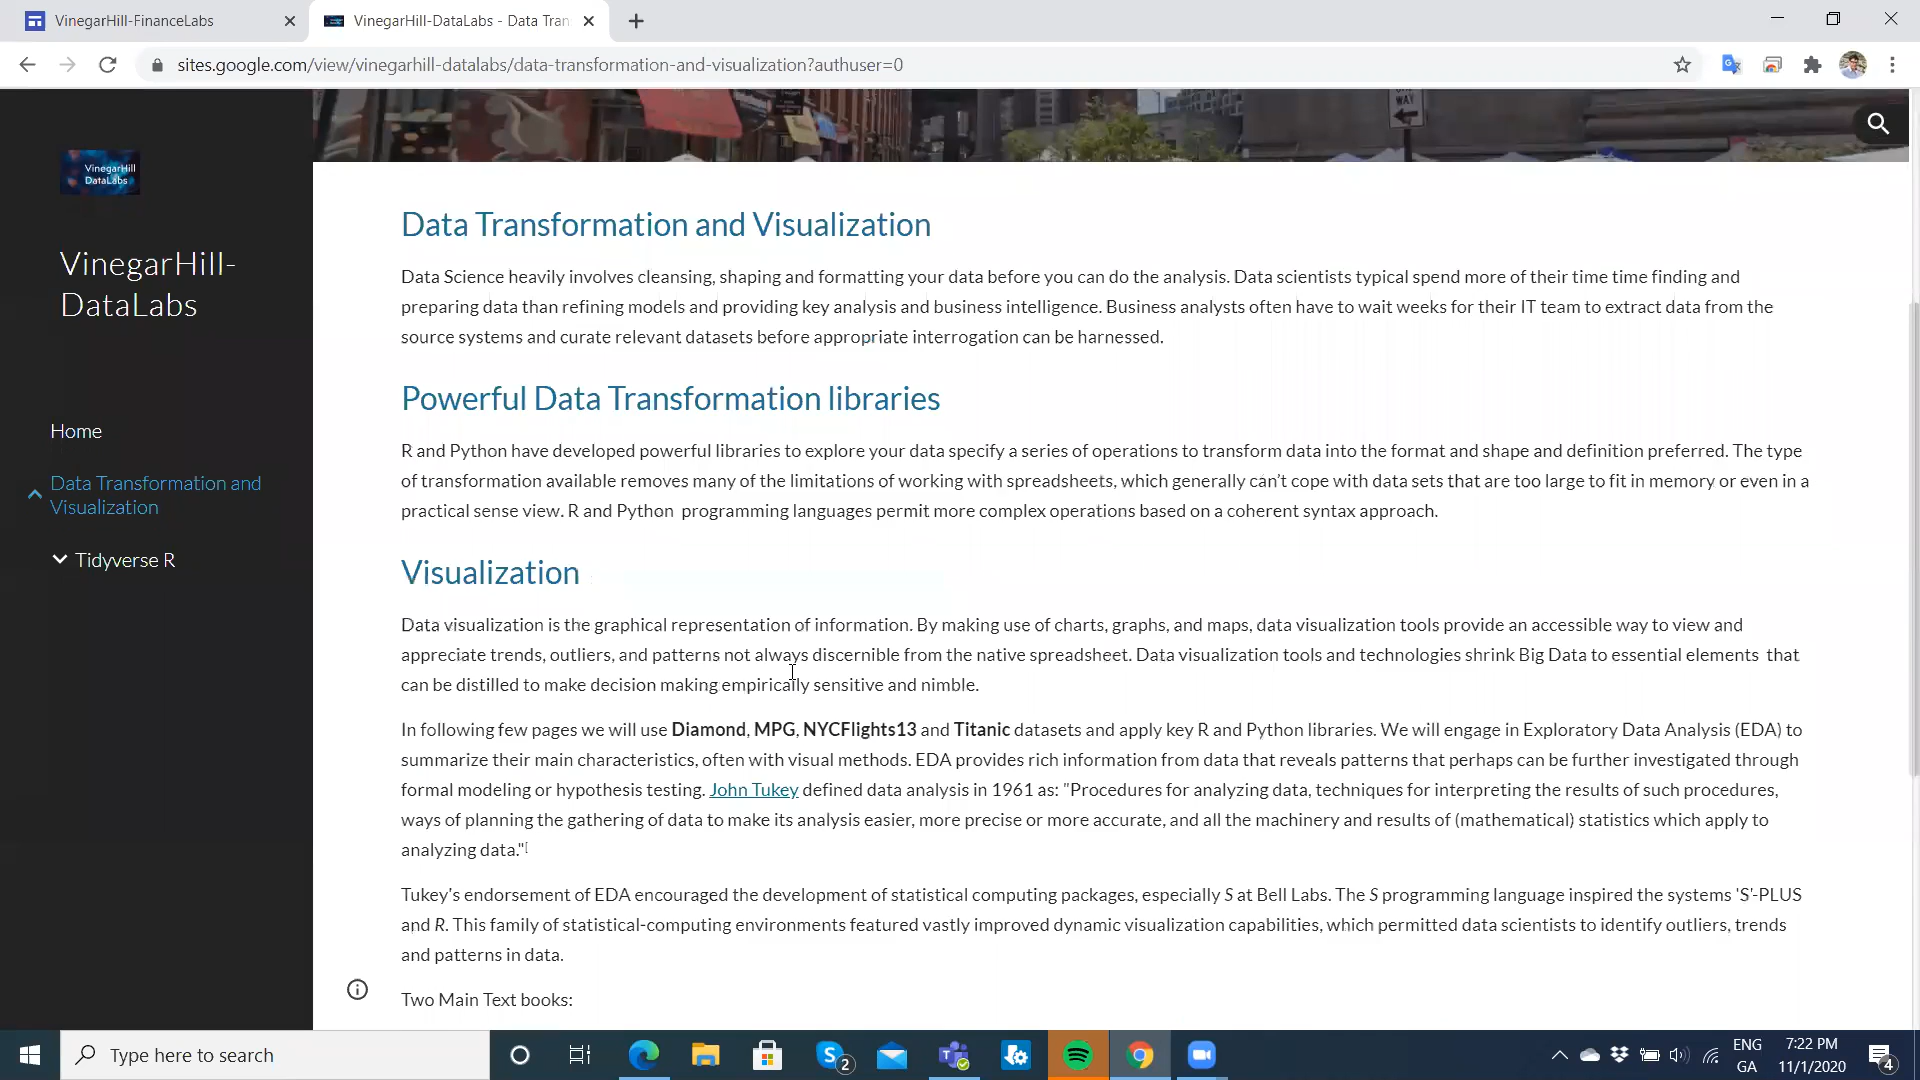 VinegarHill-FinanceLabs
VinegarHill-DataLabs - Data Tran
sites.google.com/view/vinegarhill-datalabs/data-transformation-and-visualization?authuser=0
WAY
VinegarHill
DataLabs
VinegarHill-
DataLabs
Home
Data Transformation and
Visualization
Tidyverse R
Data Transformation and Visualization
Data Science heavily involves cleansing, shaping and formatting your data before you can do the analysis. Data scientists typical spend more of their time time finding and
preparing data than refining models and providing key analysis and business intelligence. Business analysts often have to wait weeks for their IT team to extract data from the
source systems and curate relevant datasets before appropriate interrogation can be harnessed.
Powerful Data Transformation libraries
R and Python have developed powerful libraries to explore your data specify a series of operations to transform data into the format and shape and definition preferred. The type
of transformation available removes many of the limitations of working with spreadsheets, which generally can’t cope with data sets that are too large to fit in memory or even in a
practical sense view. R and Python programming languages permit more complex operations based on a coherent syntax approach.
Visualization
Data visualization is the graphical representation of information. By making use of charts, graphs, and maps, data visualization tools provide an accessible way to view and
appreciate trends, outliers, and patterns not always discernible from the native spreadsheet. Data visualization tools and technologies shrink Big Data to essential elements that
can be distilled to make decision making empirically sensitive and nimble.
In following few pages we will use Diamond, MPG, NYCFlights13 and Titanic datasets and apply key R and Python libraries. We will engage in Exploratory Data Analysis (EDA) to
summarize their main characteristics, often with visual methods. EDA provides rich information from data that reveals patterns that perhaps can be further investigated through
formal modeling or hypothesis testing. John Tukey defined data analysis in 1961 as: "Procedures for analyzing data, techniques for interpreting the results of such procedures,
ways of planning the gathering of data to make its analysis easier, more precise or more accurate, and all the machinery and results of (mathematical) statistics which apply to
analyzing data."[
Tukey's endorsement of EDA encouraged the development of statistical computing packages, especially S at Bell Labs. The S programming language inspired the systems 'S'-PLUS
and R. This family of statistical-computing environments featured vastly improved dynamic visualization capabilities, which permitted data scientists to identify outliers, trends
and patterns in data.
Two Main Text books:
Type here to search
2
ENG
GA
7:22 PM
11/1/2020
4